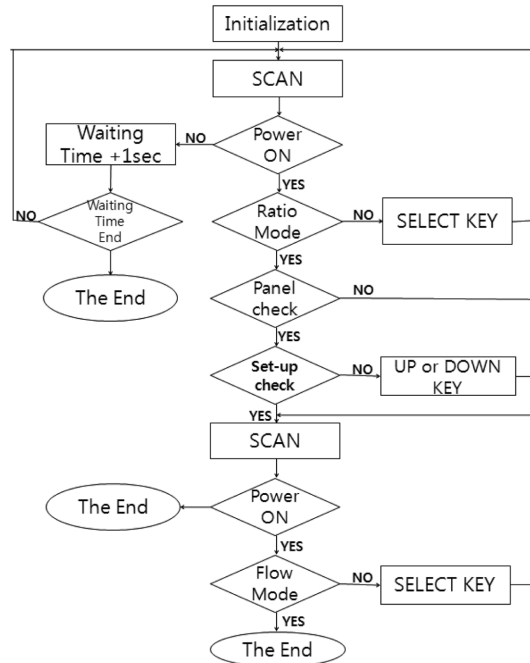 Initialization
SCAN
Power
ON
NO
Waiting
Time +1sec
YES
Waiting
Time
End
NO
Ratio
Mode
NO
SELECT KEY
YES
The End
Panel
check
NO
YES
Set-up
check
NO
UP or DOWN
KEY
YES
SCAN
Power
ON
The End
YES
Flow
Mode
NO
SELECT KEY
YES
The End